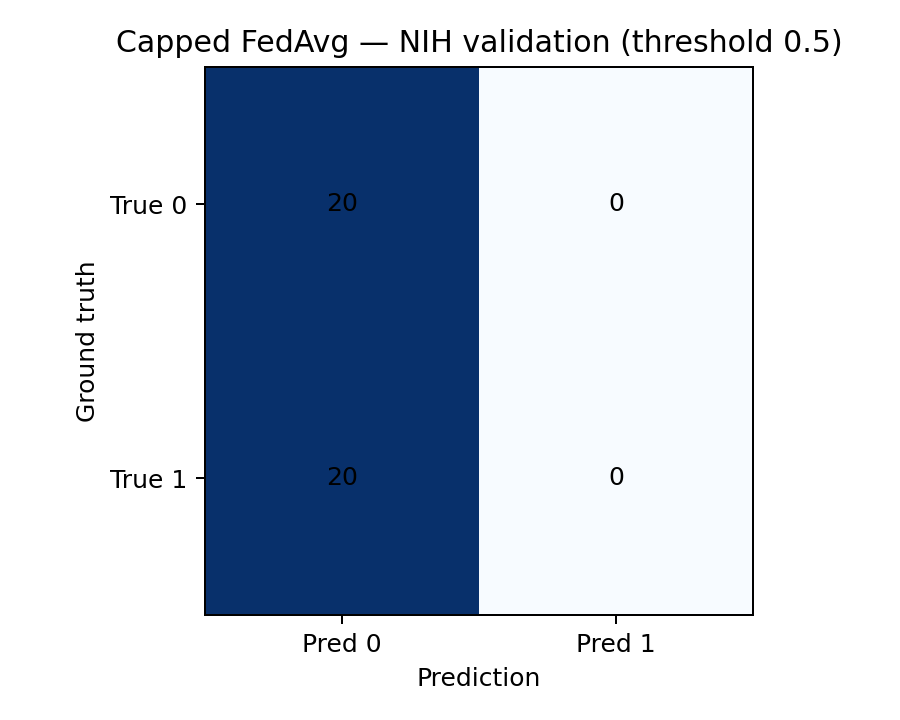 Capped FedAvg — NIH validation (threshold 0.5)
True 0
20
0
Ground truth
True 1
20
0
Pred 0
Pred 1
Prediction